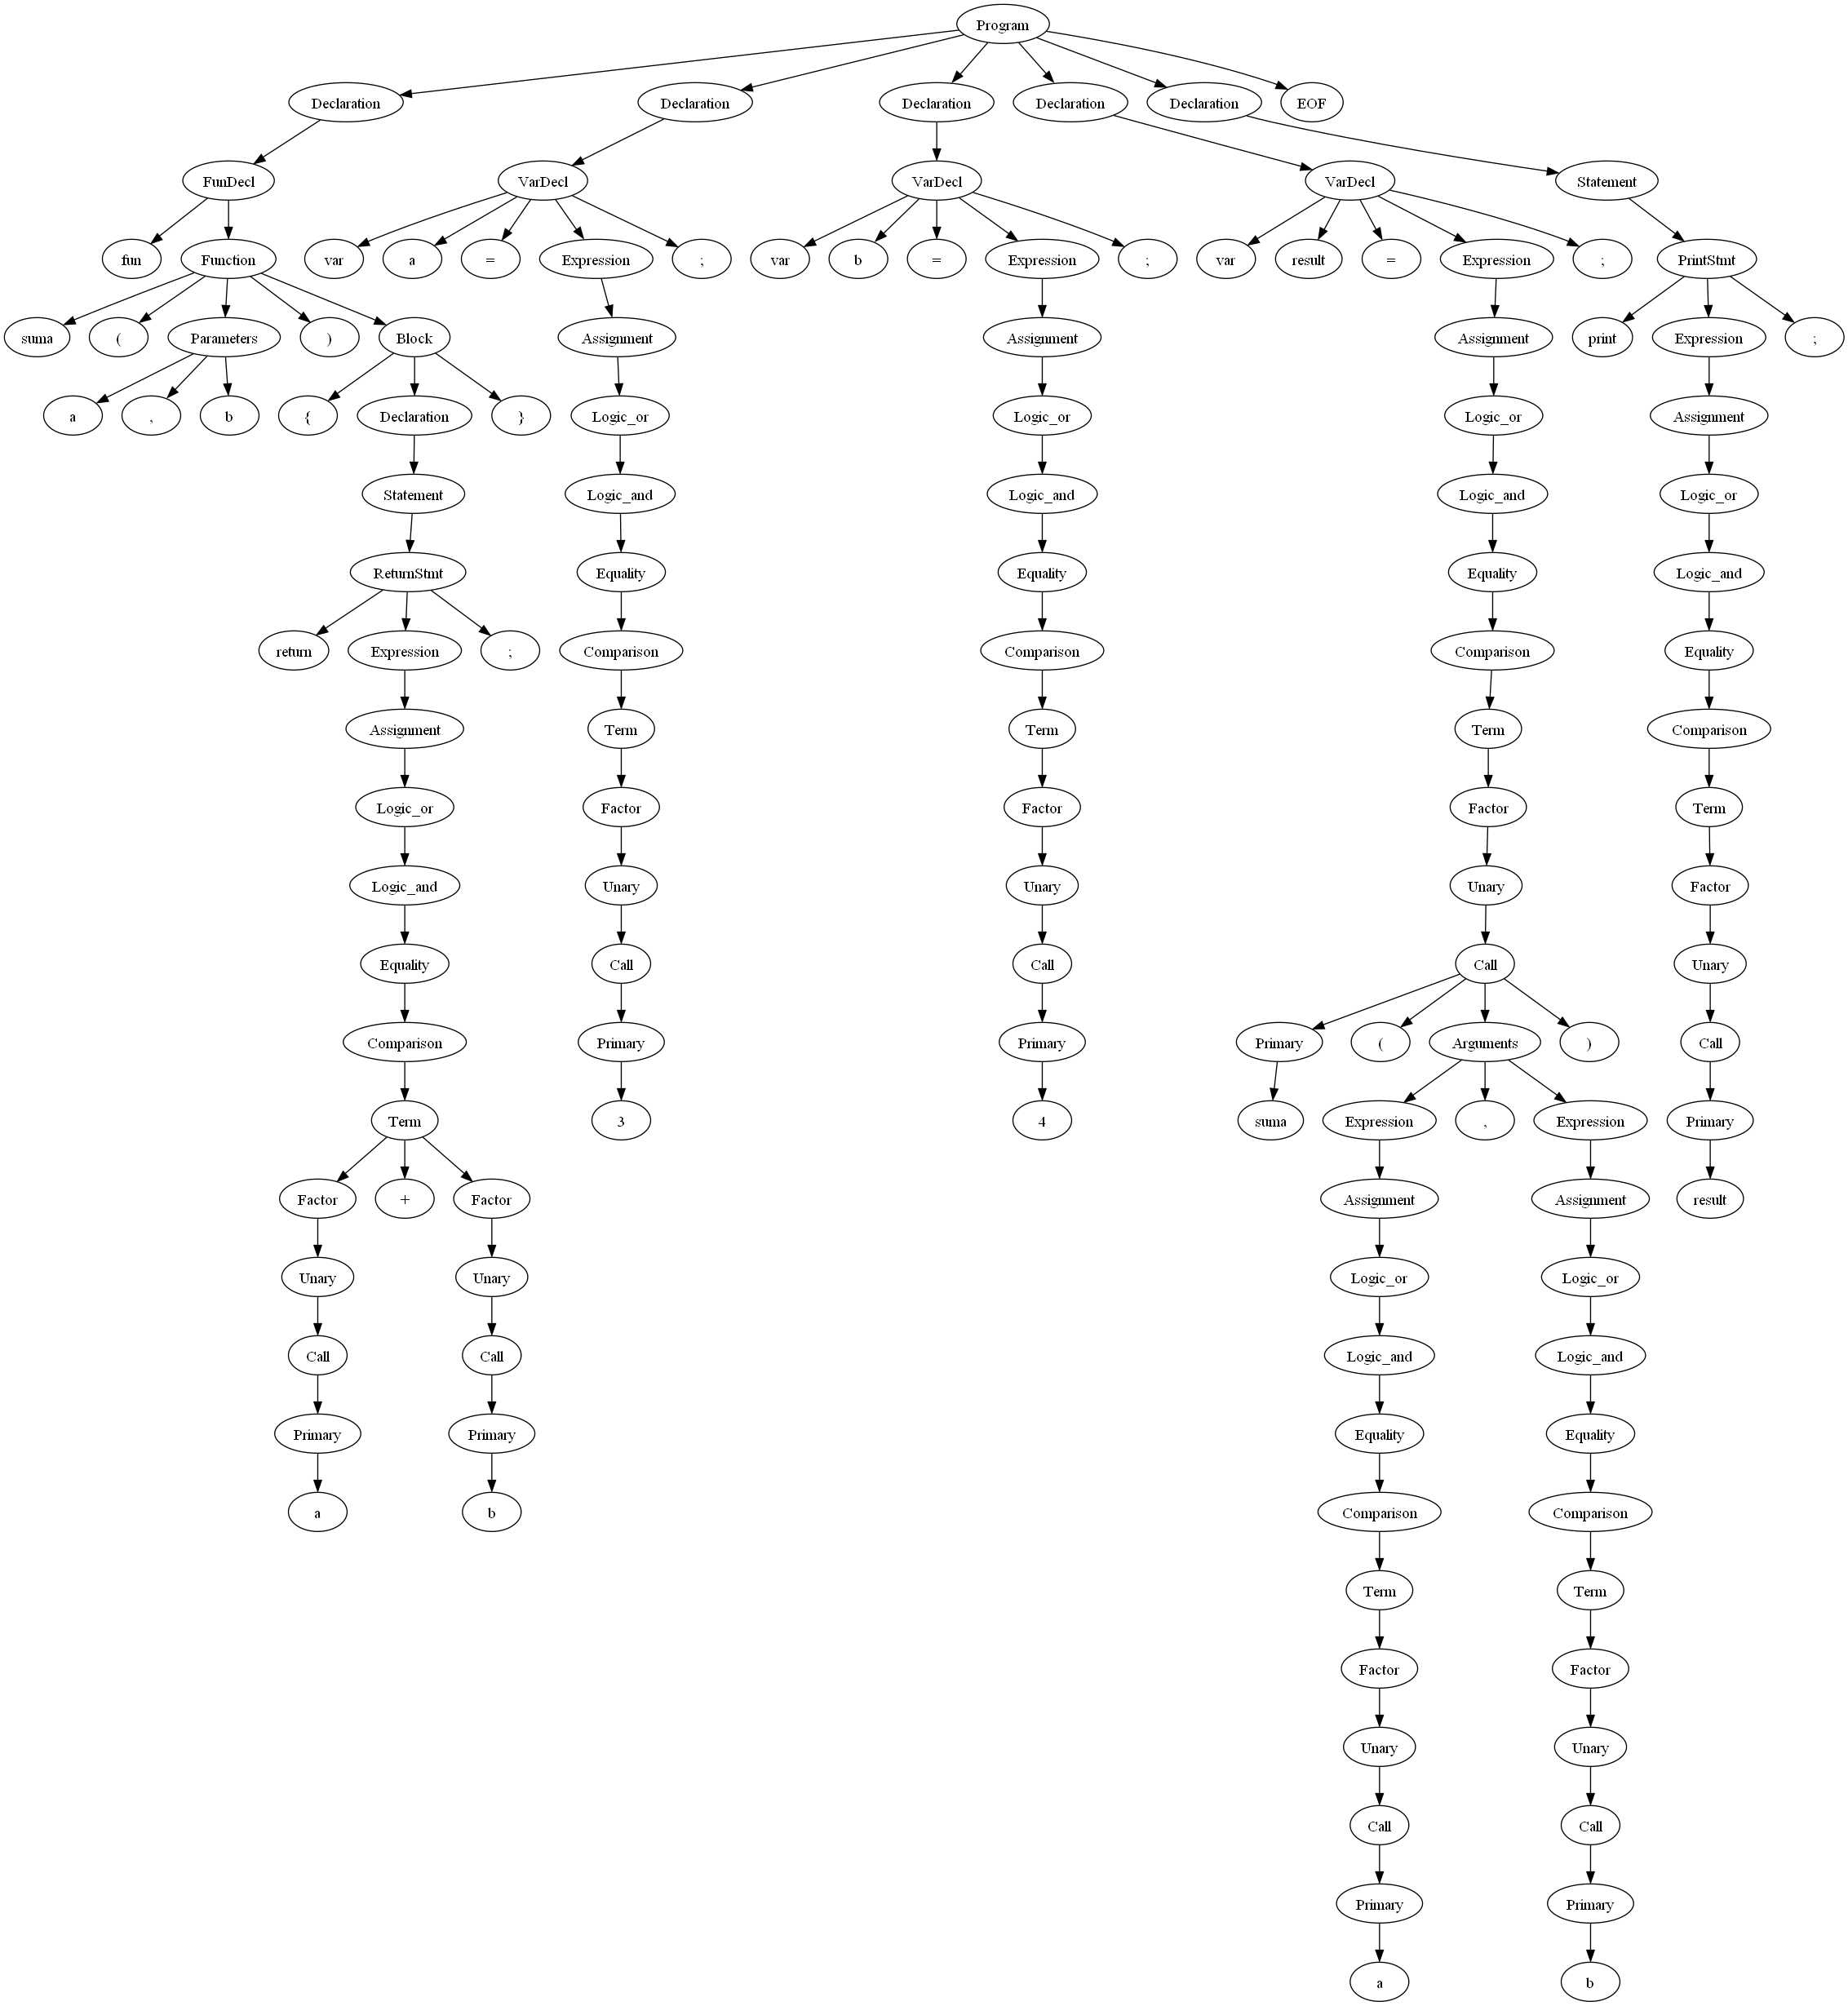 Program
Declaration Declaration Declaration Declaration Declaration EOF
FunDecl VarDecl VarDecl VarDecl Statement
fun Function var a = Expression ; var b = Expression ; var result = Expression ; PrintStmt
suma ( Parameters ) Block Assignment Assignment Assignment print Expression ;
a , b { Declaration } Logic_or Logic_or Logic_or Assignment
Statement Logic_and Logic_and Logic_and Logic_or
ReturnStmt Equality Equality Equality Logic_and
return Expression ; Comparison Comparison Comparison Equality
Assignment Term Term Term Comparison
Logic_or Factor Factor Factor Term
Logic_and Unary Unary Unary Factor
Equality Call Call Call Unary
Comparison Primary Primary Primary ( Arguments ) Call
Term 3 4 suma Expression , Expression Primary
Factor + Factor Assignment Assignment result
Unary Unary Logic_or Logic_or
Call Call Logic_and Logic_and
Primary Primary Equality Equality
a b Comparison Comparison
Term Term
Factor Factor
Unary Unary
Call Call
Primary Primary
a b